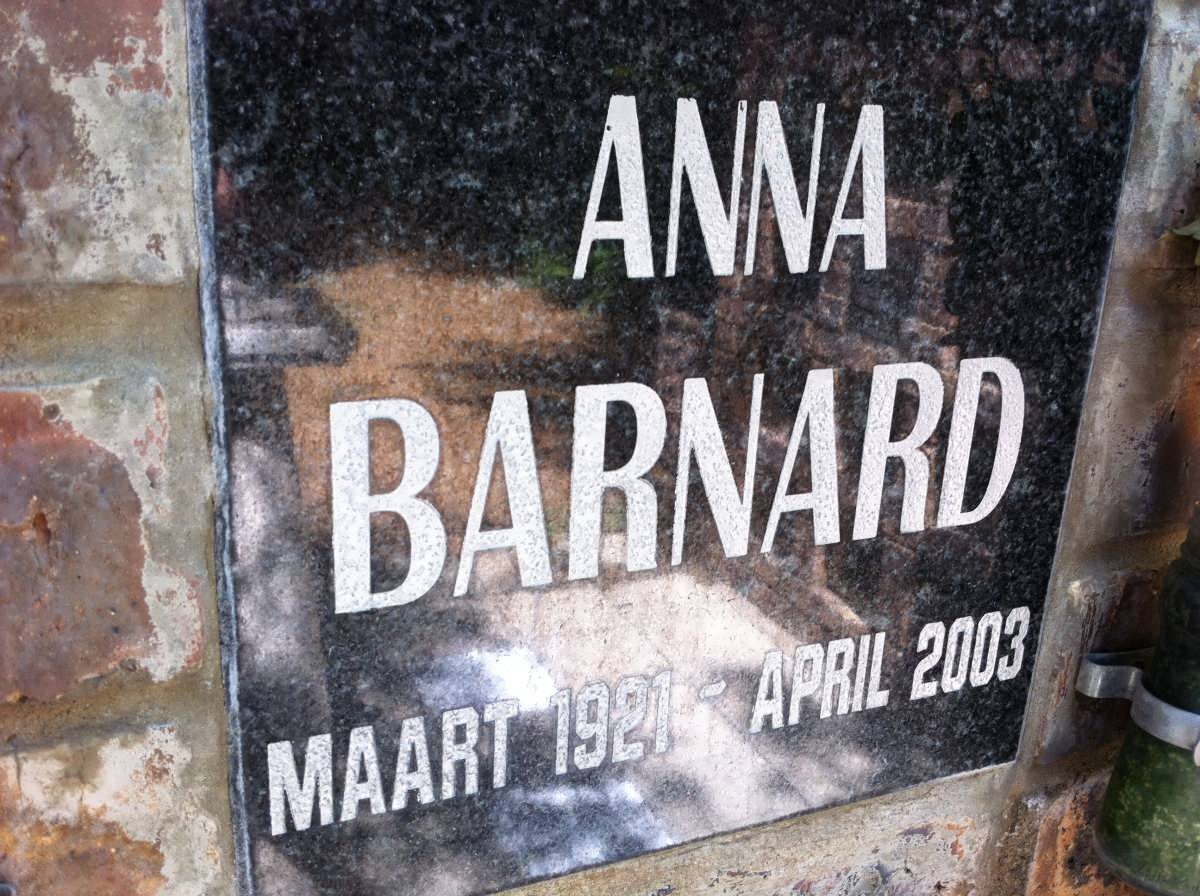 ANNA
BARNARD
MAART 1921 - APRIL 2003